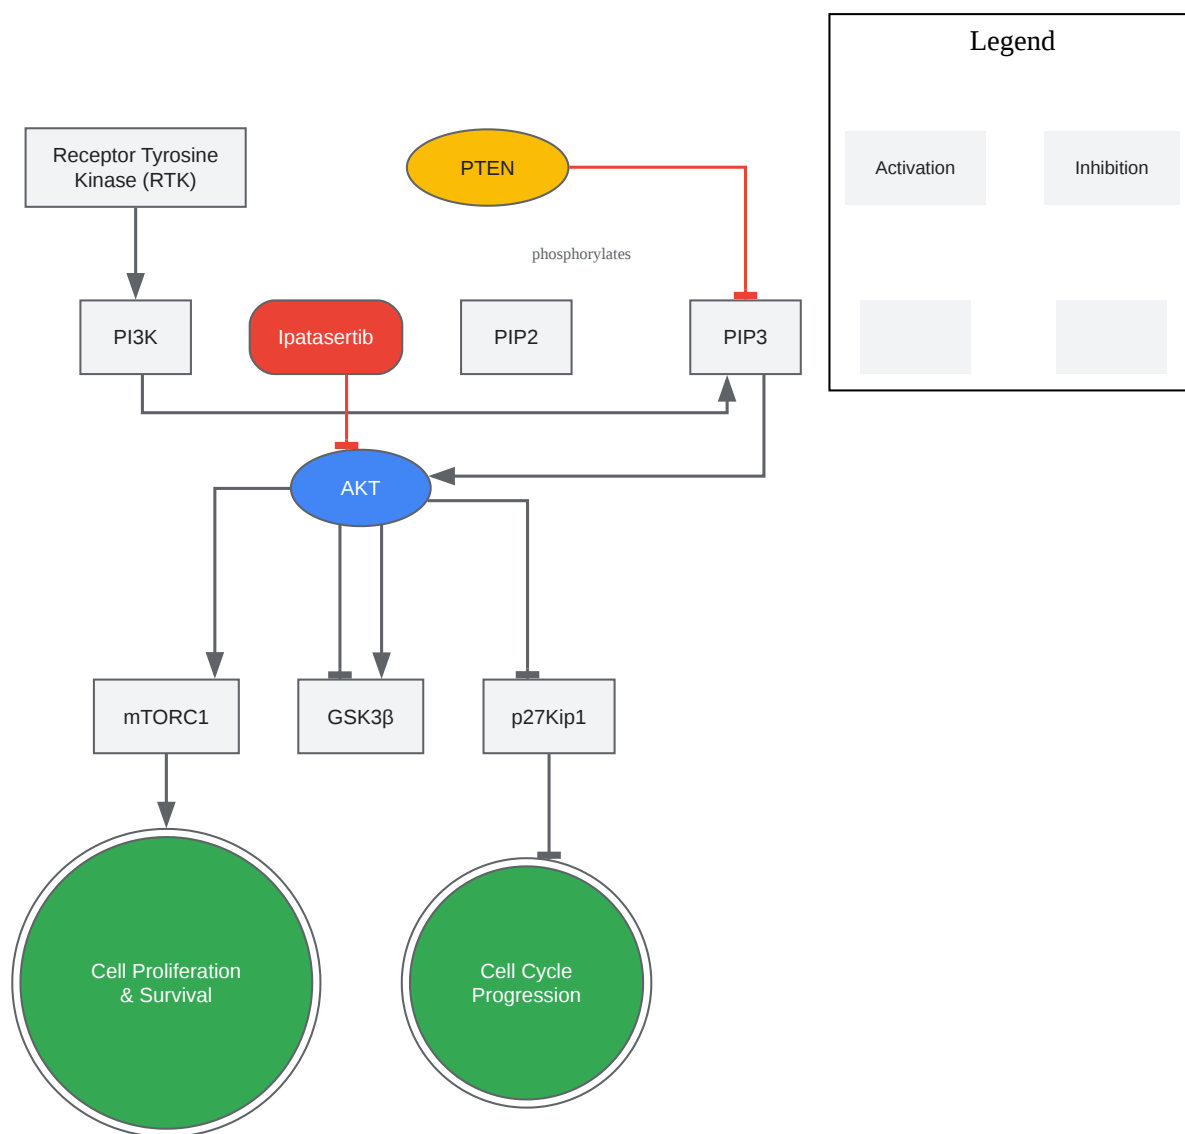 Legend
Receptor Tyrosine
Kinase (RTK)
PTEN
Activation
Inhibition
phosphorylates
PI3K
Ipatasertib
PIP2
PIP3
AKT
mTORC1
GSK3β
p27Kip1
Cell Proliferation
& Survival
Cell Cycle
Progression